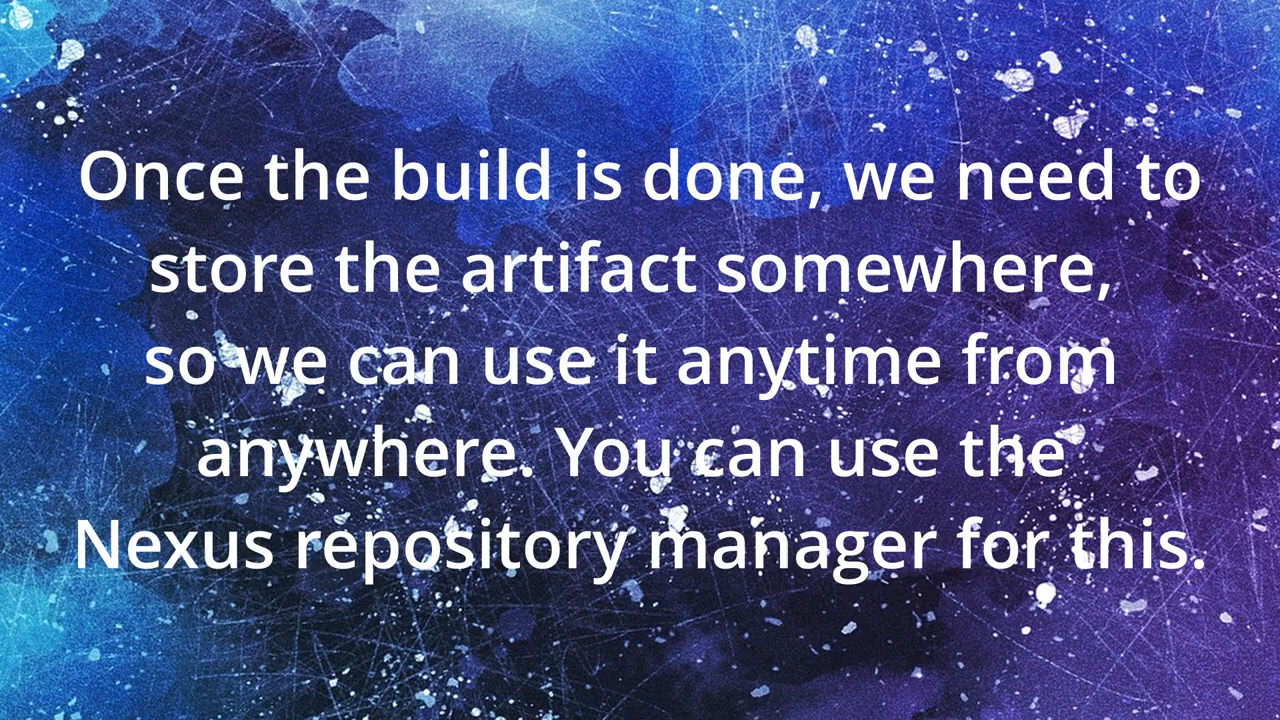 Once the build is done, we need to
store the artifact somewhere,
so we can use it anytime from
anywhere. You can use the
Nexus repository manager for this.